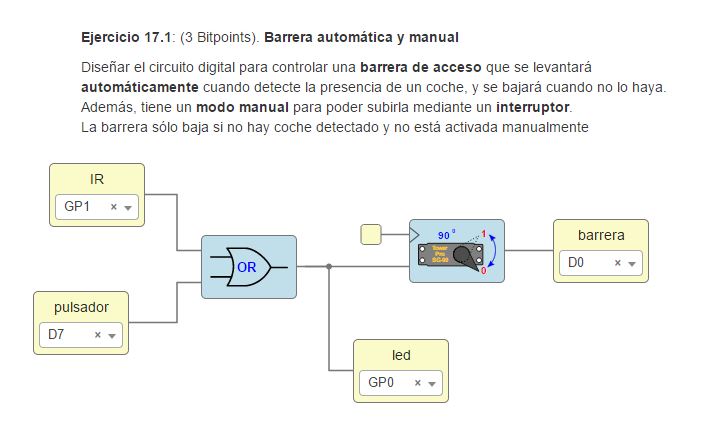 Ejercicio 17.1: (3 Bitpoints). Barrera automática y manual
Diseñar el circuito digital para controlar una barrera de acceso que se levantará
automáticamente cuando detecte la presencia de un coche, y se bajará cuando no lo haya.
Además, tiene un modo manual para poder subirla mediante un interruptor.
La barrera sólo baja si no hay coche detectado y no está activada manualmente
IR
GP1 × ▾
pulsador
D7 × ▾
OR
90 º
1
Tower
Pro
SG-90
0
barrera
D0 × ▾
led
GP0 × ▾